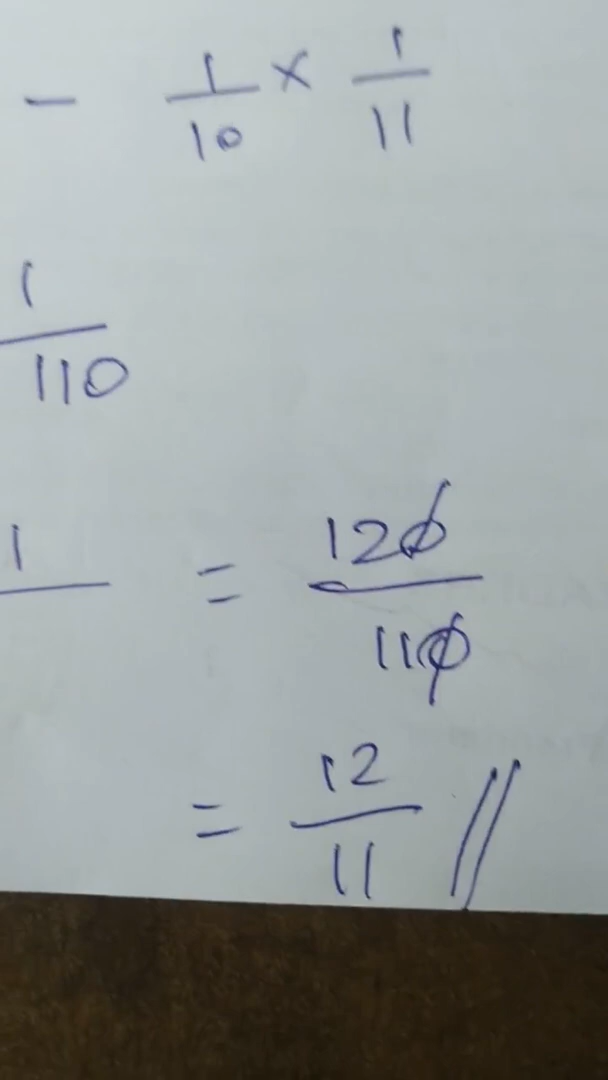 - 1/10 × 1/11
1/110
1/ = 120/110
= 12/11 //